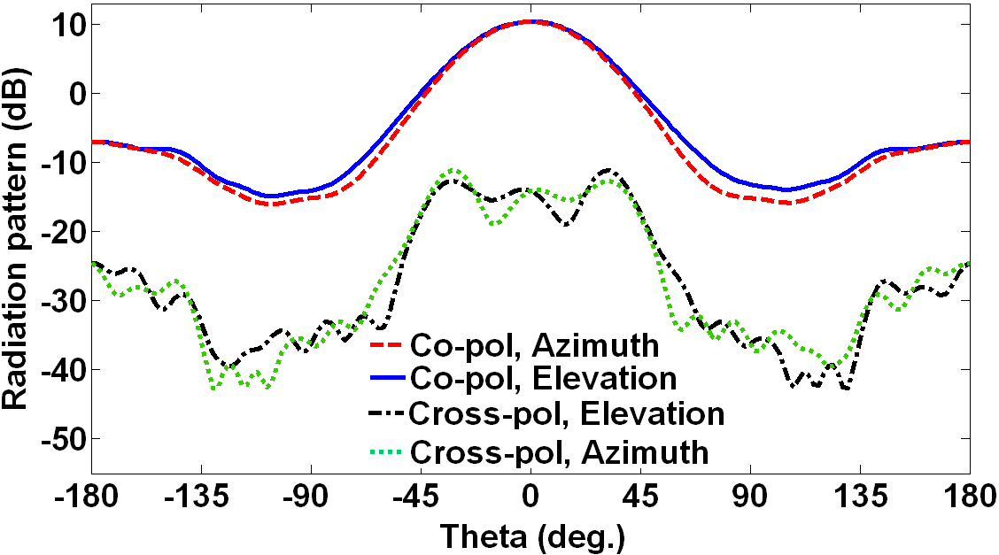 Radiation pattern (dB)
10
0
-10
-20
-30
-40
-50
Co-pol, Azimuth
Co-pol, Elevation
Cross-pol, Elevation
Cross-pol, Azimuth
-180 -135 -90 -45 0 45 90 135 180
Theta (deg.)